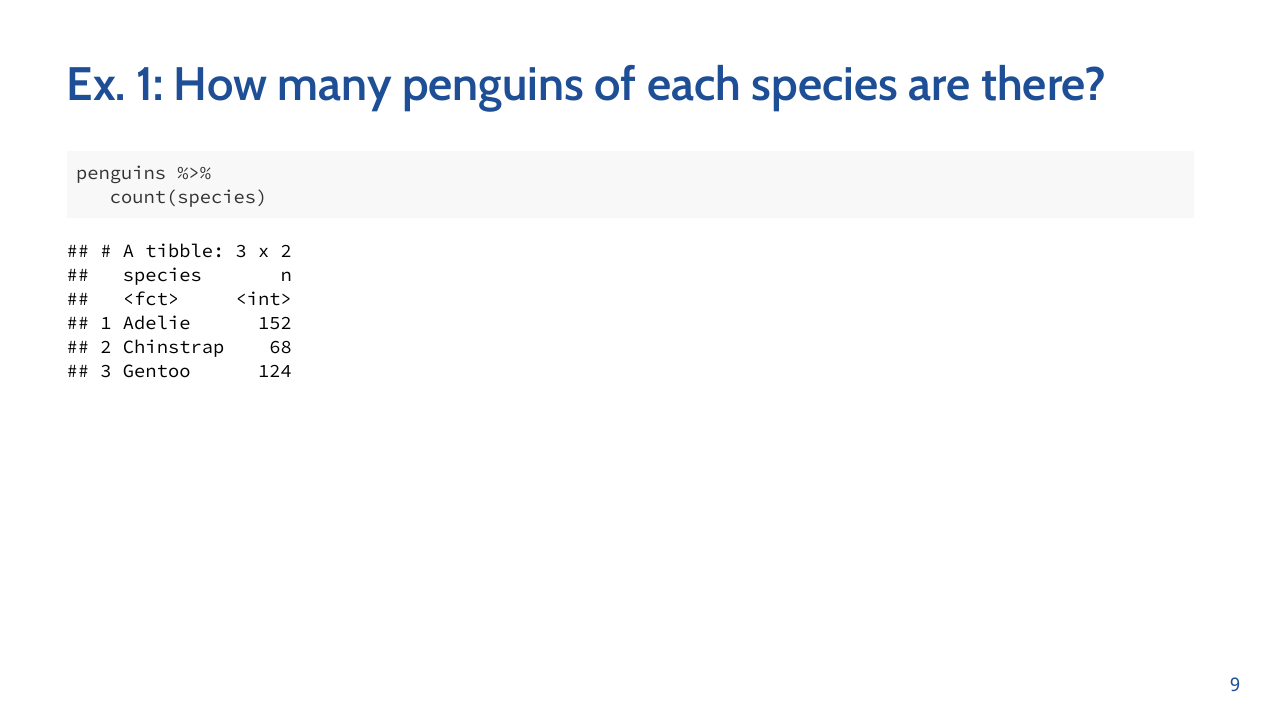 Ex. 1: How many penguins of each species are there?
penguins %>%
   count(species)
## # A tibble: 3 x 2
##   species       n
##   <fct>     <int>
## 1 Adelie      152
## 2 Chinstrap    68
## 3 Gentoo      124
9